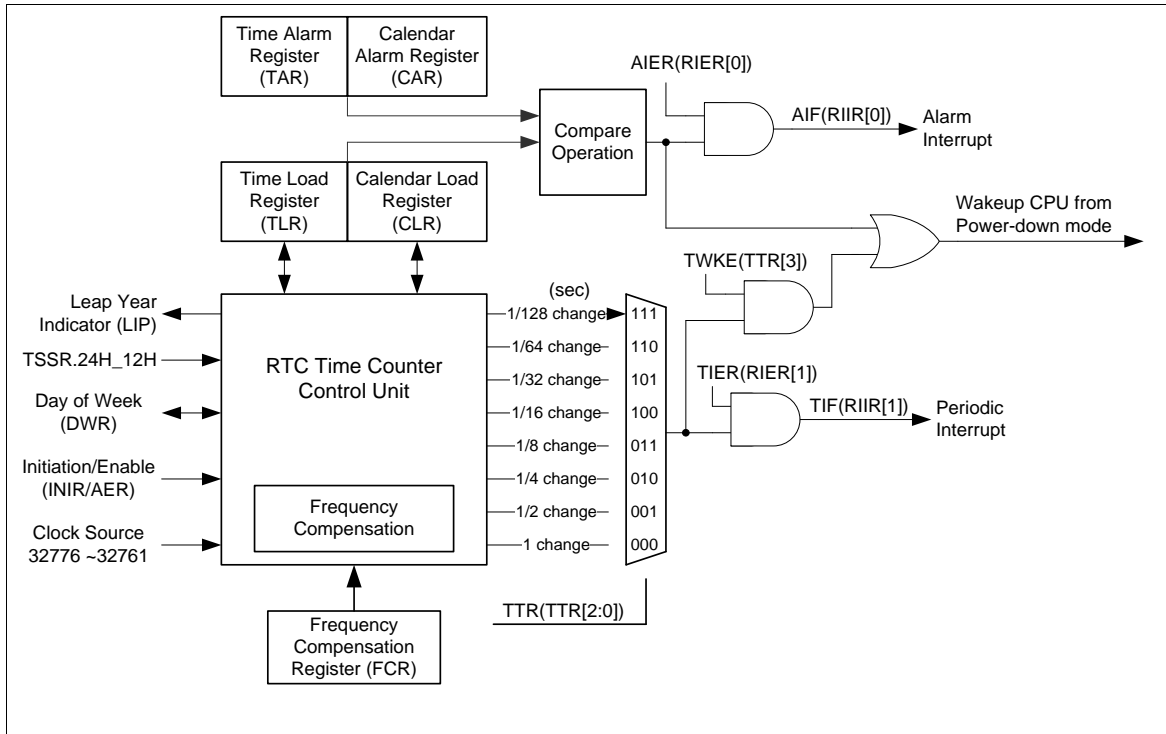 Time Alarm
Register
(TAR)
Calendar
Alarm Register
(CAR)
AIER(RIER[0])
Compare
Operation
AIF(RIIR[0])
Alarm
Interrupt
Time Load
Register
(TLR)
Calendar Load
Register
(CLR)
Wakeup CPU from
Power-down mode
TWKE(TTR[3])
Leap Year
Indicator (LIP)
TSSR.24H_12H
Day of Week
(DWR)
Initiation/Enable
(INIR/AER)
Clock Source
32776 ~32761
RTC Time Counter
Control Unit
Frequency
Compensation
(sec)
1/128 change 111
1/64 change 110
1/32 change 101
1/16 change 100
1/8 change 011
1/4 change 010
1/2 change 001
1 change 000
TIER(RIER[1])
TIF(RIIR[1])
Periodic
Interrupt
TTR(TTR[2:0])
Frequency
Compensation
Register (FCR)